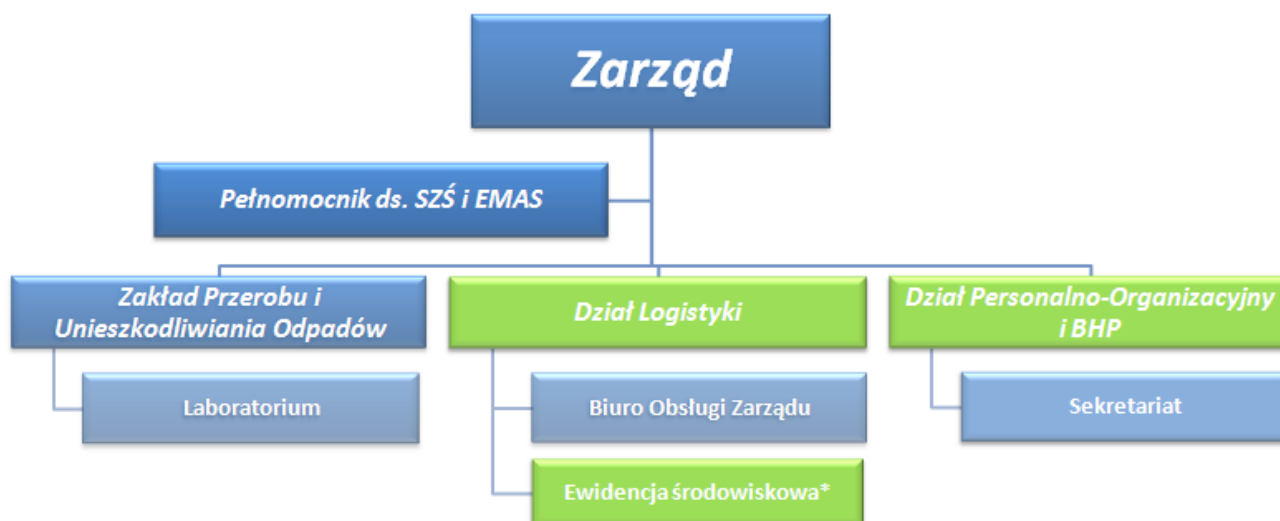 Zarząd
Pełnomocnik ds. SZŚ i EMAS
Zakład Przerobu i
Unieszkodliwiania Odpadów
Dział Logistyki
Dział Personalno-Organizacyjny
i BHP
Laboratorium
Biuro Obsługi Zarządu
Sekretariat
Ewidencja środowiskowa*